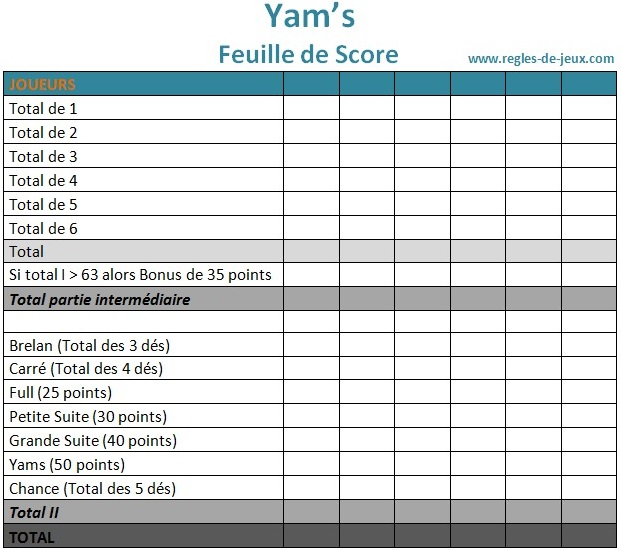 Yam’s
Feuille de Score
www.regles-de-jeux.com
JOUEURS
Total de 1
Total de 2
Total de 3
Total de 4
Total de 5
Total de 6
Total
Si total I > 63 alors Bonus de 35 points
Total partie intermédiaire
Brelan (Total des 3 dés)
Carré (Total des 4 dés)
Full (25 points)
Petite Suite (30 points)
Grande Suite (40 points)
Yams (50 points)
Chance (Total des 5 dés)
Total II
TOTAL